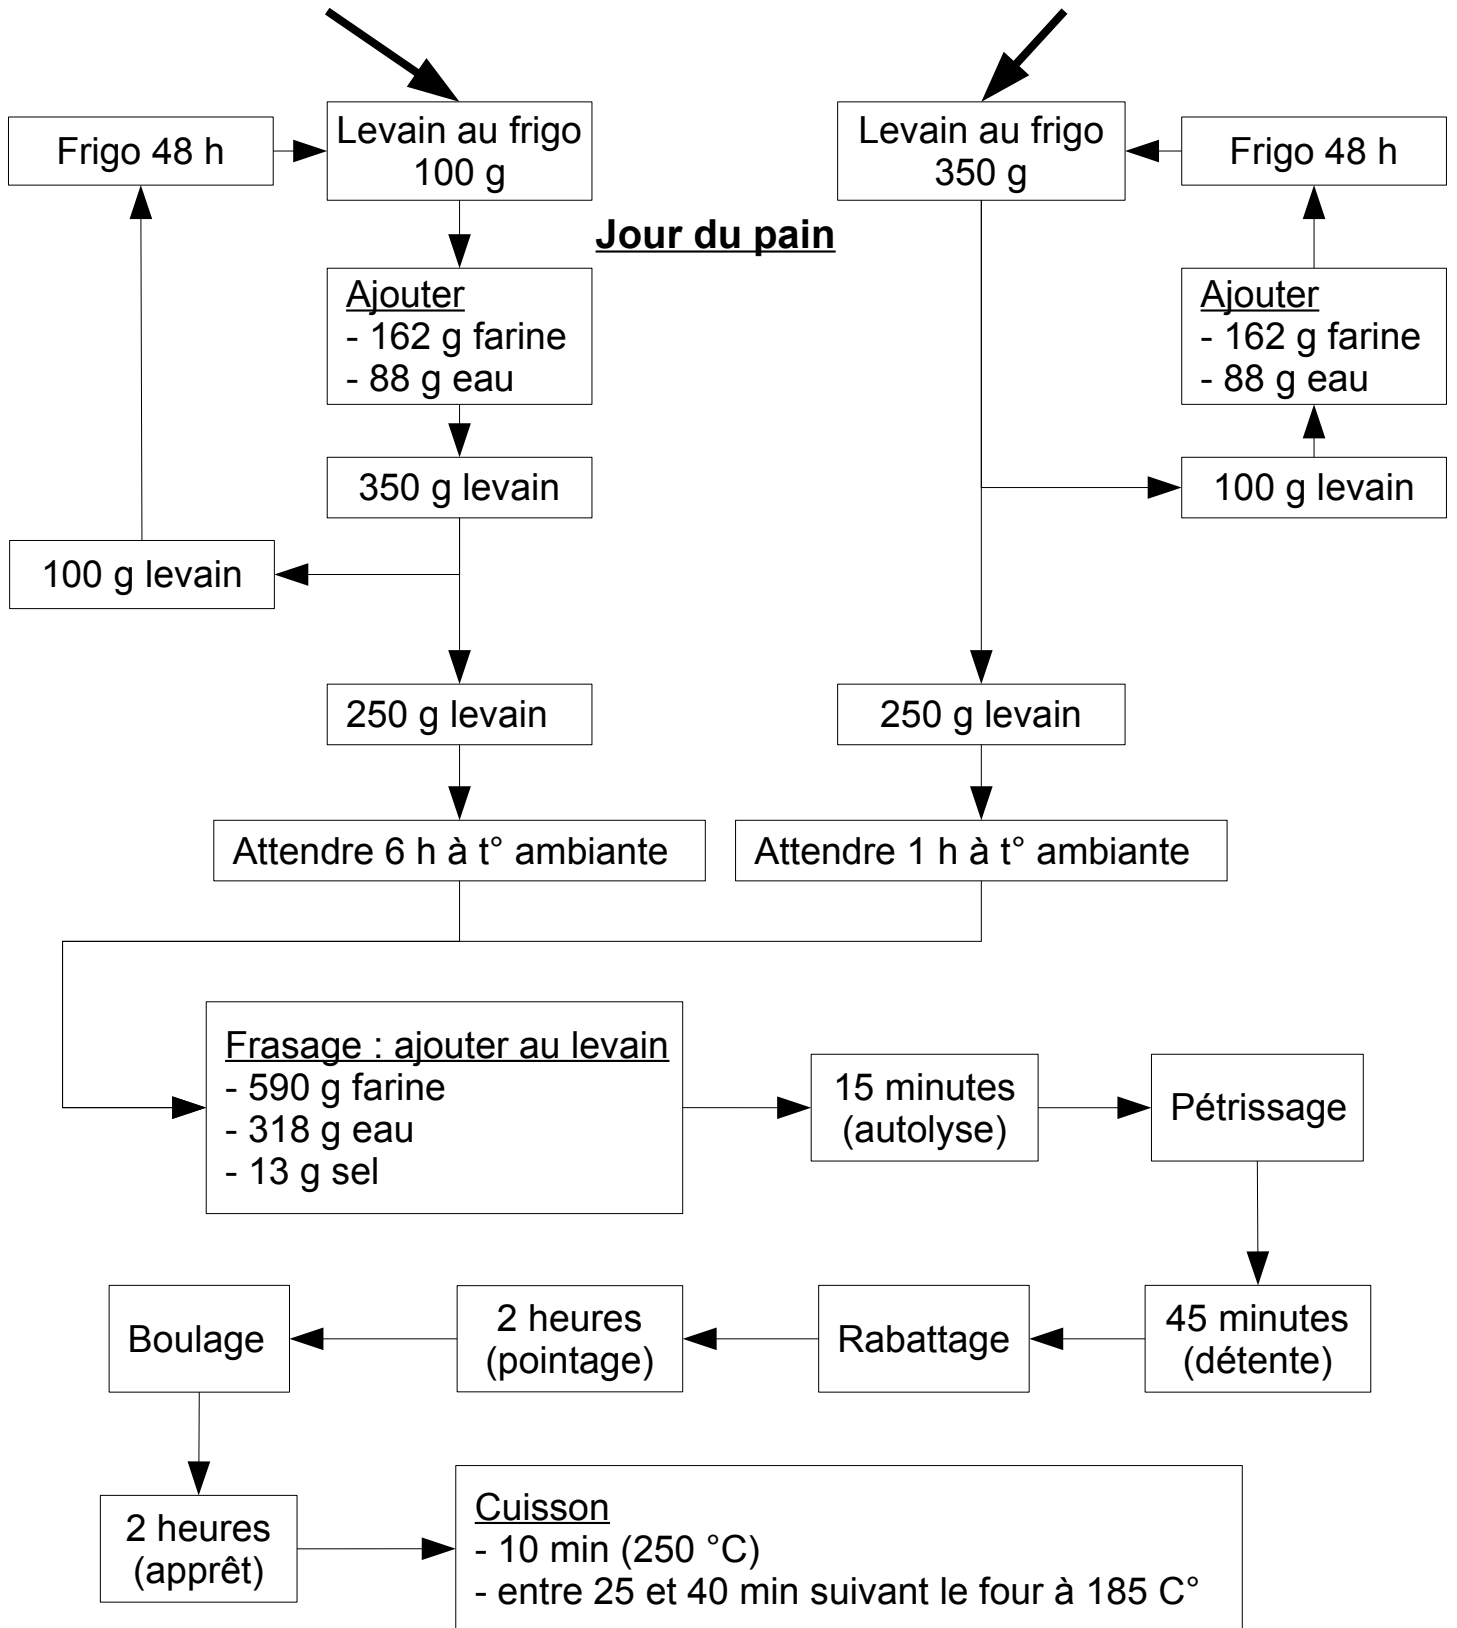 Frigo 48 h
Levain au frigo
100 g
Levain au frigo
350 g
Frigo 48 h
Jour du pain
Ajouter
- 162 g farine
- 88 g eau
Ajouter
- 162 g farine
- 88 g eau
350 g levain
100 g levain
100 g levain
250 g levain
250 g levain
Attendre 6 h à t° ambiante
Attendre 1 h à t° ambiante
Frasage : ajouter au levain
- 590 g farine
- 318 g eau
- 13 g sel
15 minutes
(autolyse)
Pétrissage
45 minutes
(détente)
Rabattage
2 heures
(pointage)
Boulage
2 heures
(apprêt)
Cuisson
- 10 min (250 °C)
- entre 25 et 40 min suivant le four à 185 C°